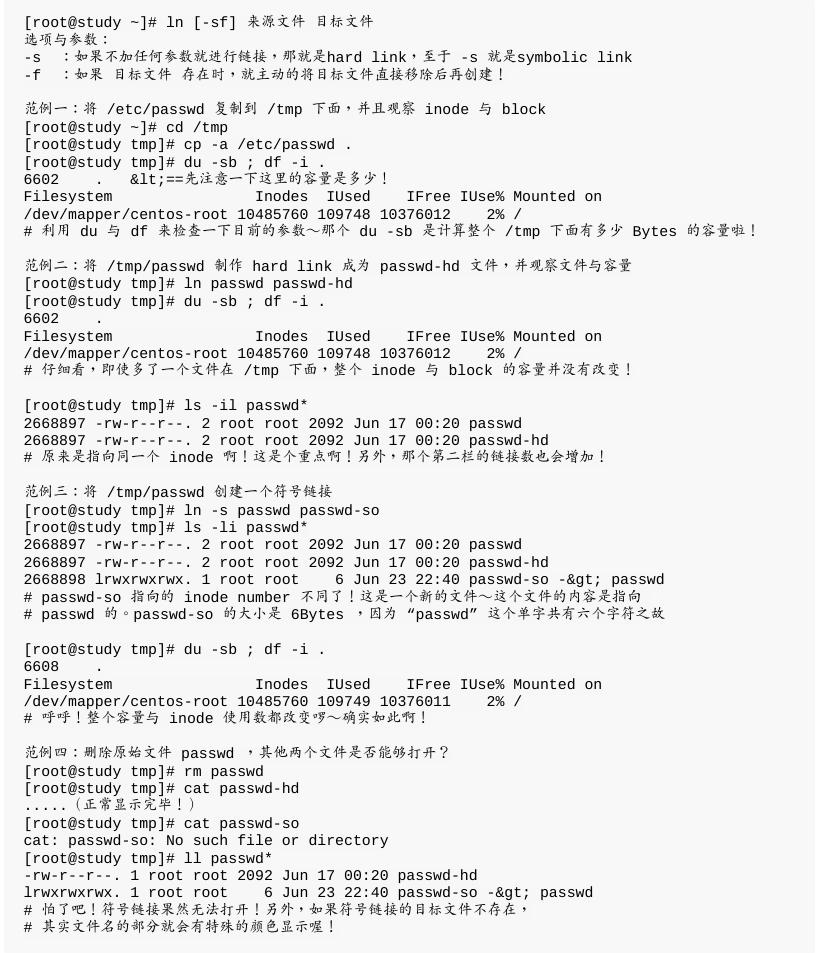 [root@study ~]# ln [-sf] 来源文件 目标文件
选项与参数：
-s  ：如果不加任何参数就进行链接，那就是hard link，至于 -s 就是symbolic link
-f  ：如果 目标文件 存在时，就主动的将目标文件直接移除后再创建！

范例一：将 /etc/passwd 复制到 /tmp 下面，并且观察 inode 与 block
[root@study ~]# cd /tmp
[root@study tmp]# cp -a /etc/passwd .
[root@study tmp]# du -sb ; df -i .
6602    .   &lt;==先注意一下这里的容量是多少！
Filesystem                Inodes  IUsed    IFree IUse% Mounted on
/dev/mapper/centos-root 10485760 109748 10376012    2% /
# 利用 du 与 df 来检查一下目前的参数～那个 du -sb 是计算整个 /tmp 下面有多少 Bytes 的容量啦！

范例二：将 /tmp/passwd 制作 hard link 成为 passwd-hd 文件，并观察文件与容量
[root@study tmp]# ln passwd passwd-hd
[root@study tmp]# du -sb ; df -i .
6602    .
Filesystem                Inodes  IUsed    IFree IUse% Mounted on
/dev/mapper/centos-root 10485760 109748 10376012    2% /
# 仔细看，即使多了一个文件在 /tmp 下面，整个 inode 与 block 的容量并没有改变！

[root@study tmp]# ls -il passwd*
2668897 -rw-r--r--. 2 root root 2092 Jun 17 00:20 passwd
2668897 -rw-r--r--. 2 root root 2092 Jun 17 00:20 passwd-hd
# 原来是指向同一个 inode 啊！这是个重点啊！另外，那个第二栏的链接数也会增加！

范例三：将 /tmp/passwd 创建一个符号链接
[root@study tmp]# ln -s passwd passwd-so
[root@study tmp]# ls -li passwd*
2668897 -rw-r--r--. 2 root root 2092 Jun 17 00:20 passwd
2668897 -rw-r--r--. 2 root root 2092 Jun 17 00:20 passwd-hd
2668898 lrwxrwxrwx. 1 root root    6 Jun 23 22:40 passwd-so -&gt; passwd
# passwd-so 指向的 inode number 不同了！这是一个新的文件～这个文件的内容是指向
# passwd 的。passwd-so 的大小是 6Bytes ，因为 “passwd” 这个单字共有六个字符之故

[root@study tmp]# du -sb ; df -i .
6608    .
Filesystem                Inodes  IUsed    IFree IUse% Mounted on
/dev/mapper/centos-root 10485760 109749 10376011    2% /
# 呼呼！整个容量与 inode 使用数都改变啰～确实如此啊！

范例四：删除原始文件 passwd ，其他两个文件是否能够打开？
[root@study tmp]# rm passwd
[root@study tmp]# cat passwd-hd
.....（正常显示完毕！）
[root@study tmp]# cat passwd-so
cat: passwd-so: No such file or directory
[root@study tmp]# ll passwd*
-rw-r--r--. 1 root root 2092 Jun 17 00:20 passwd-hd
lrwxrwxrwx. 1 root root    6 Jun 23 22:40 passwd-so -&gt; passwd
# 怕了吧！符号链接果然无法打开！另外，如果符号链接的目标文件不存在，
# 其实文件名的部分就会有特殊的颜色显示喔！